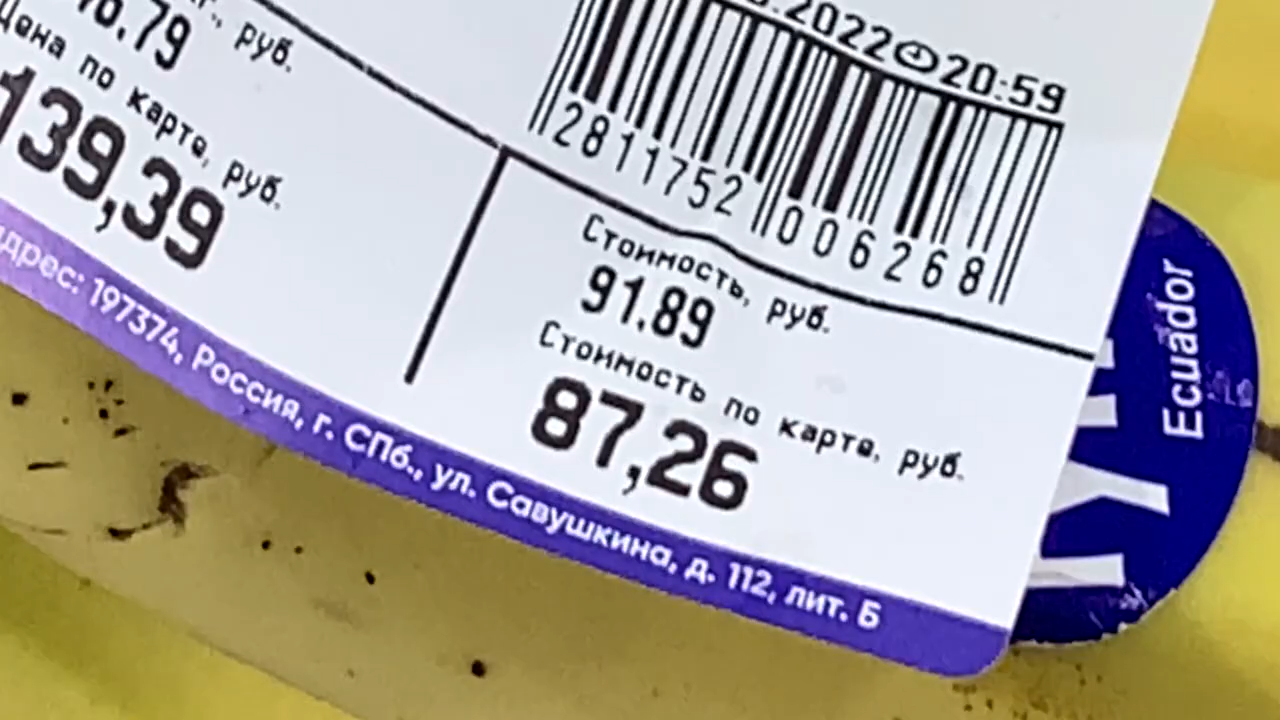 руб.
6.79
Цена по карте, руб.
139,39
.2022 20:59
2811752 006268
Стоимость, руб.
91.89
Стоимость по карте, руб.
87,26
адрес: 197374, Россия, г. СПб., ул. Савушкина, д. 112, лит. Б
Ecuador